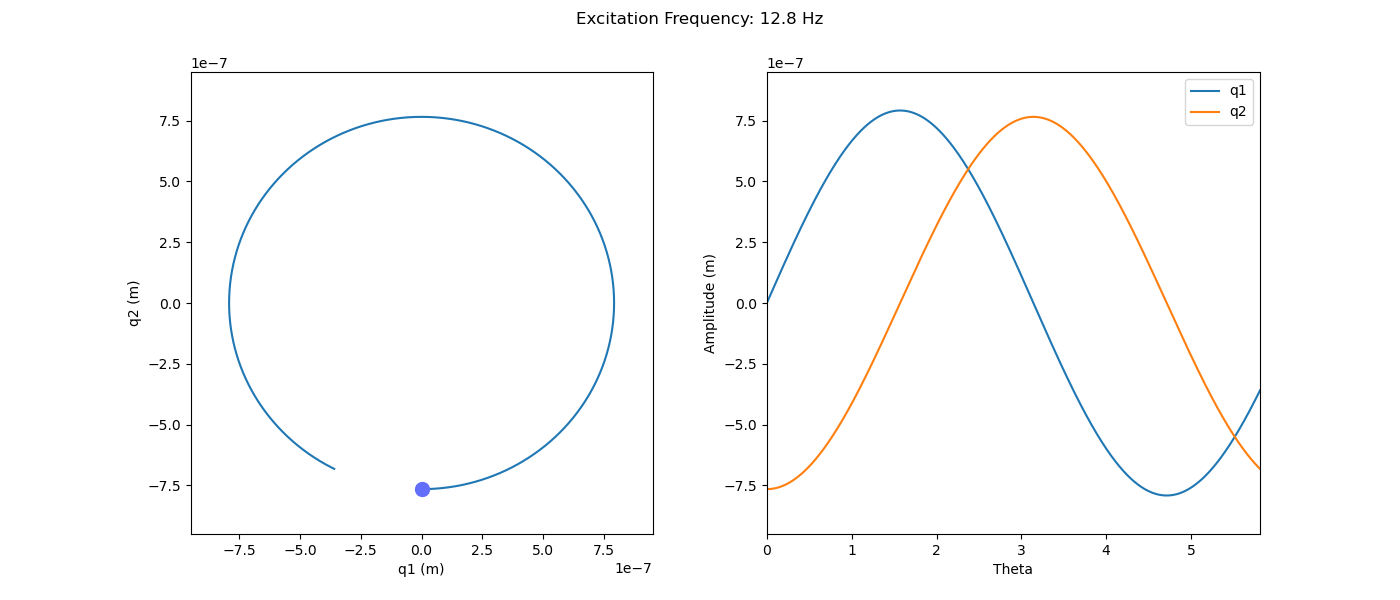 Excitation Frequency: 12.8 Hz
1e−7
7.5
5.0
2.5
0.0
−2.5
−5.0
−7.5
q2 (m)
−7.5 −5.0 −2.5 0.0 2.5 5.0 7.5
q1 (m)
1e−7
1e−7
7.5
5.0
2.5
0.0
−2.5
−5.0
−7.5
Amplitude (m)
q1
q2
0 1 2 3 4 5
Theta